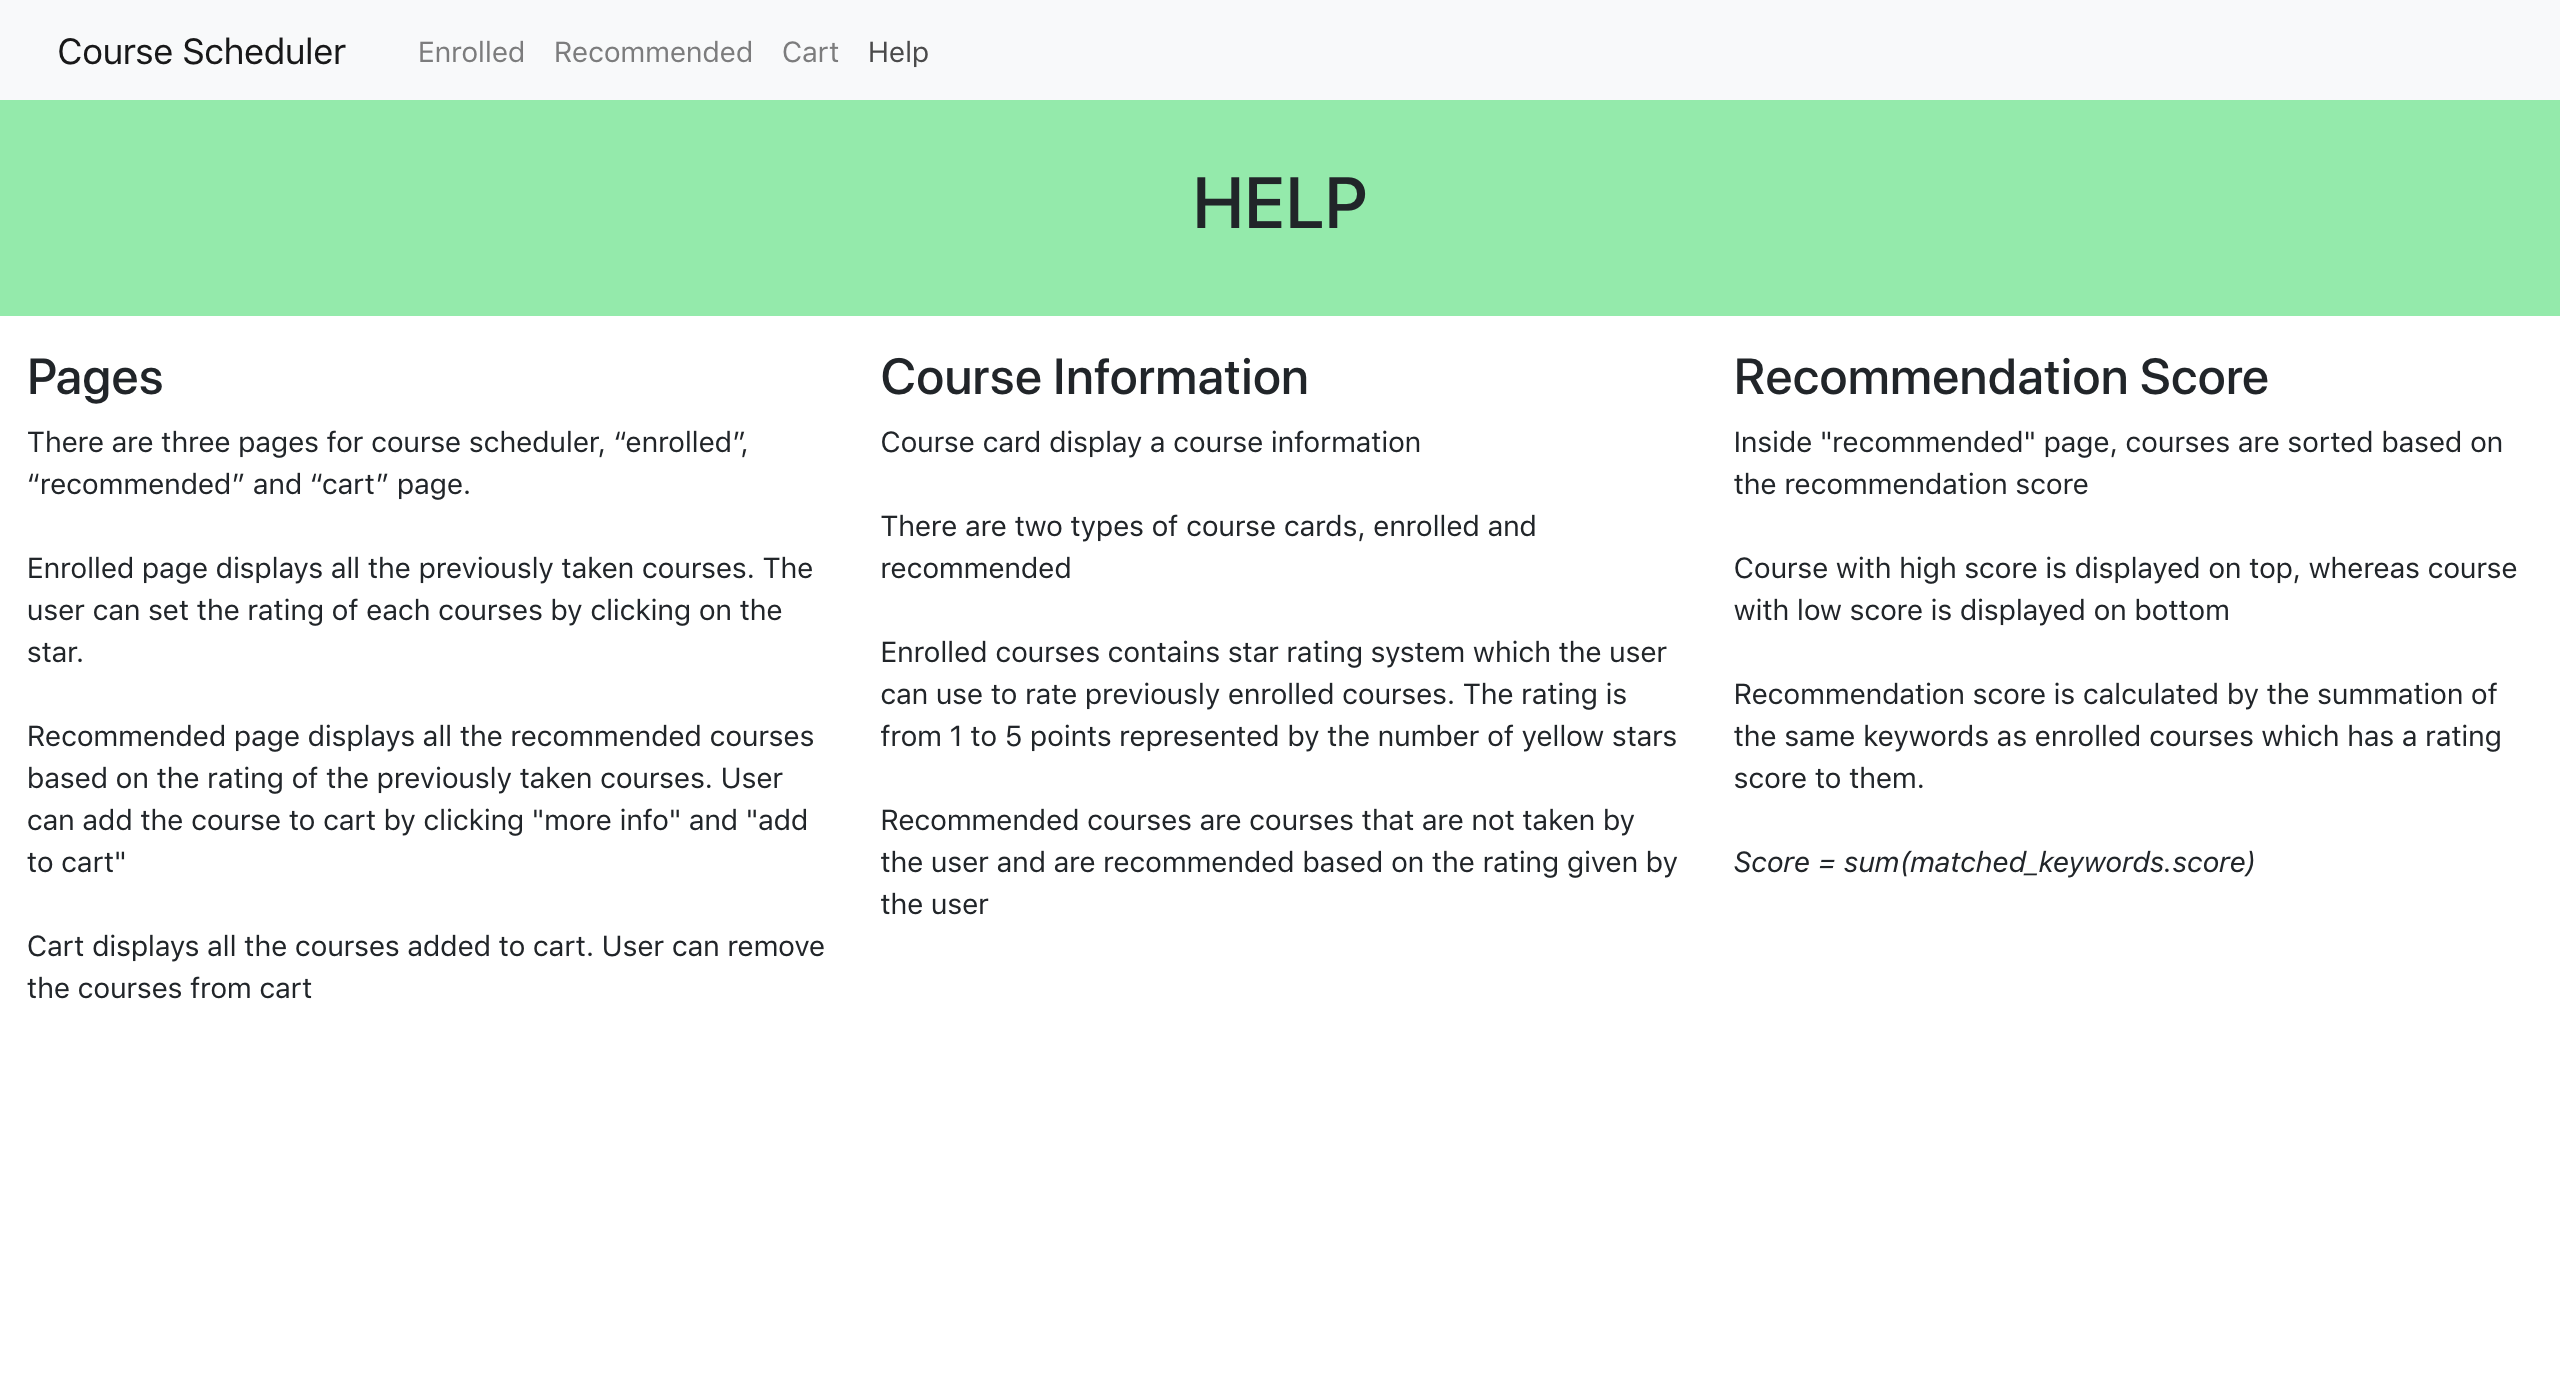 Course Scheduler Enrolled Recommended Cart Help
HELP
Pages
There are three pages for course scheduler, “enrolled”,
“recommended” and “cart” page.
Enrolled page displays all the previously taken courses. The
user can set the rating of each courses by clicking on the
star.
Recommended page displays all the recommended courses
based on the rating of the previously taken courses. User
can add the course to cart by clicking "more info" and "add
to cart"
Cart displays all the courses added to cart. User can remove
the courses from cart
Course Information
Course card display a course information
There are two types of course cards, enrolled and
recommended
Enrolled courses contains star rating system which the user
can use to rate previously enrolled courses. The rating is
from 1 to 5 points represented by the number of yellow stars
Recommended courses are courses that are not taken by
the user and are recommended based on the rating given by
the user
Recommendation Score
Inside "recommended" page, courses are sorted based on
the recommendation score
Course with high score is displayed on top, whereas course
with low score is displayed on bottom
Recommendation score is calculated by the summation of
the same keywords as enrolled courses which has a rating
score to them.
Score = sum(matched_keywords.score)